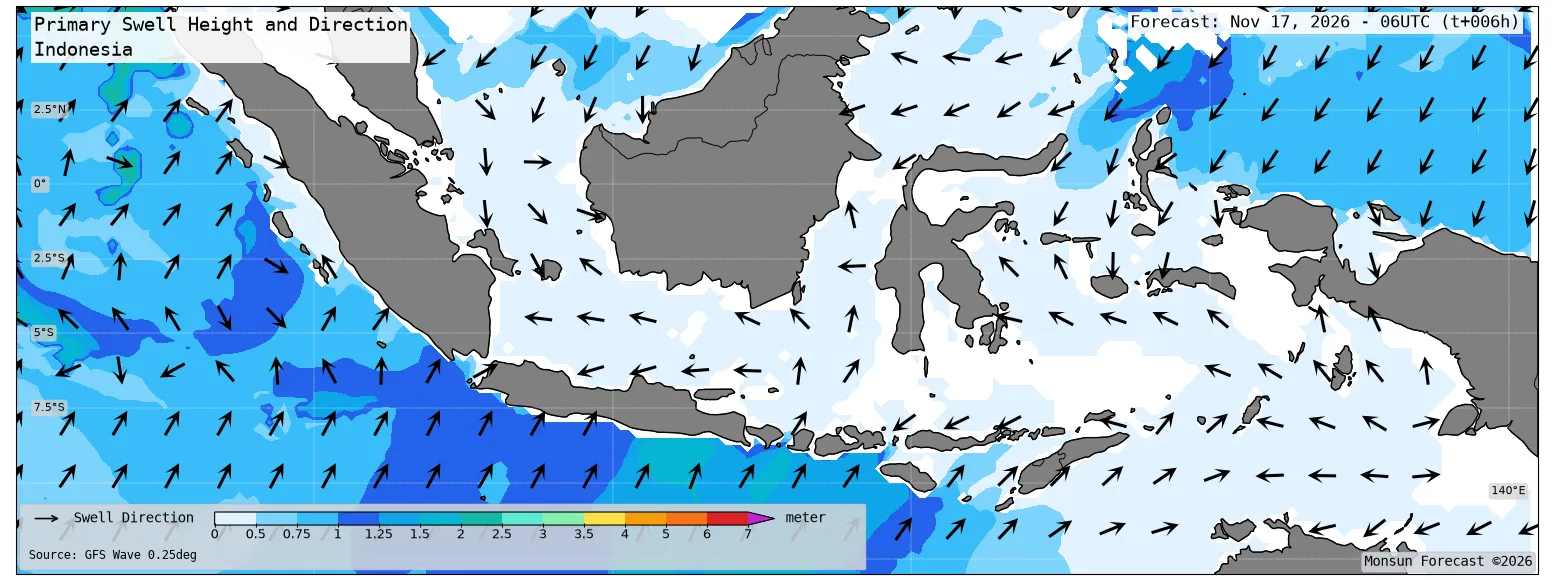 Primary Swell Height and Direction
Indonesia
Forecast: Nov 17, 2026 - 06UTC (t+006h)
2.5°N
0°
2.5°S
5°S
7.5°S
140°E
Swell Direction
meter
0 0.5 0.75 1 1.25 1.5 2 2.5 3 3.5 4 5 6 7
Source: GFS Wave 0.25deg
Monsun Forecast ©2026